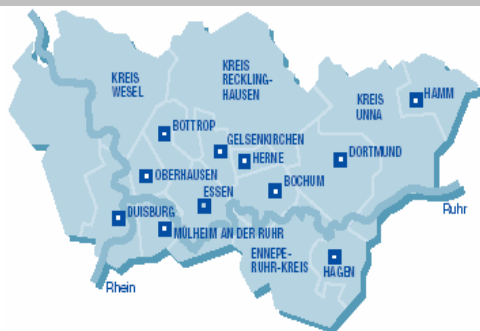 KREIS
WESEL
KREIS
RECKLING-
HAUSEN
KREIS
UNNA
HAMM
BOTTROP
GELSENKIRCHEN
HERNE
DORTMUND
OBERHAUSEN
ESSEN
BOCHUM
DUISBURG
MÜLHEIM AN DER RUHR
Ruhr
ENNEPE-
RUHR-KREIS
HAGEN
Rhein